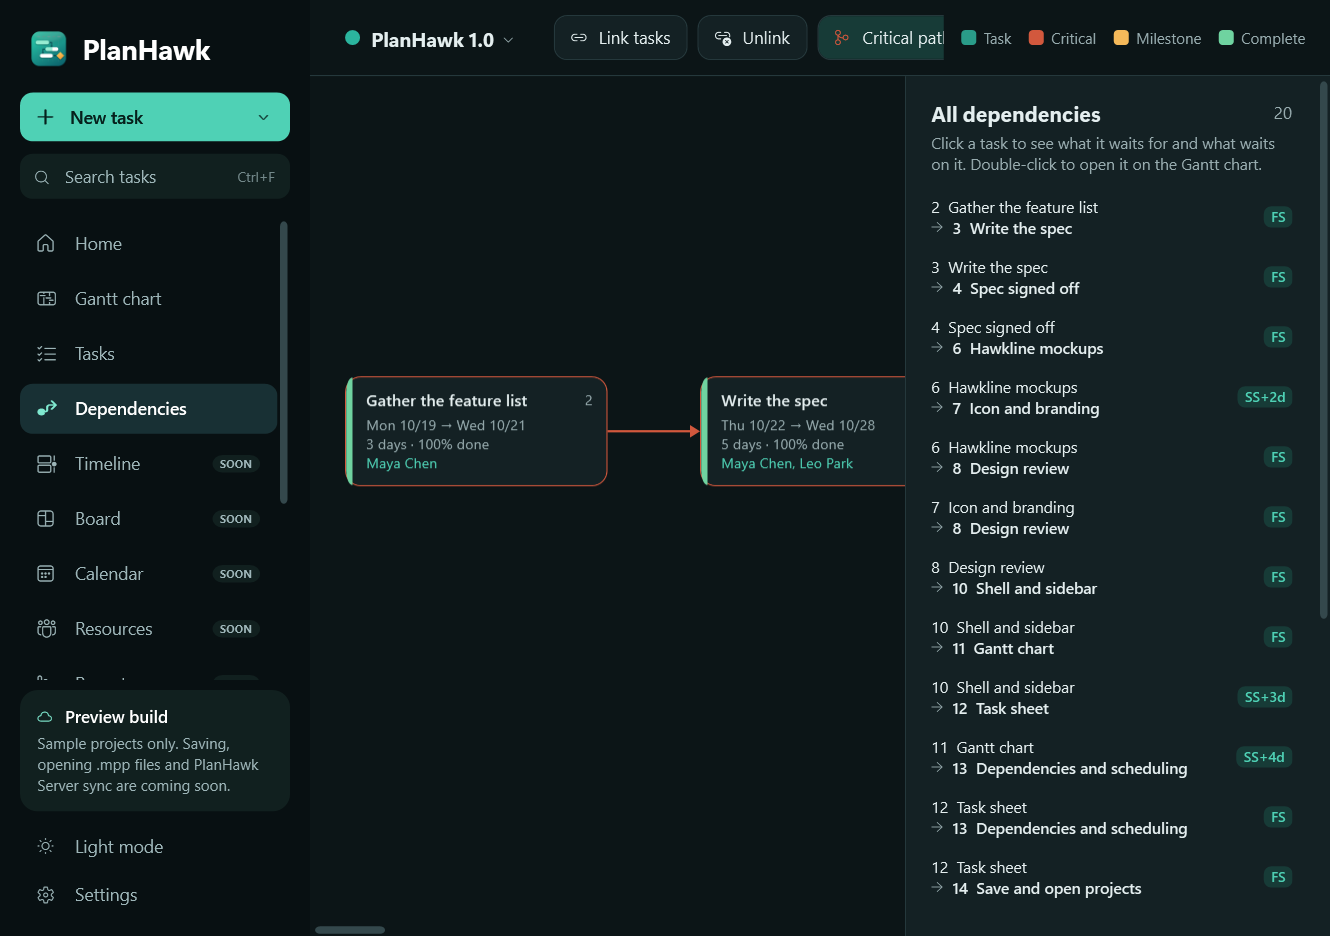 PlanHawk
New task
Search tasks Ctrl+F
Home
Gantt chart
Tasks
Dependencies
Timeline SOON
Board SOON
Calendar SOON
Resources SOON
Preview build
Sample projects only. Saving,
opening .mpp files and PlanHawk
Server sync are coming soon.
Light mode
Settings
PlanHawk 1.0
Link tasks
Unlink
Critical path
Task
Critical
Milestone
Complete
Gather the feature list 2
Mon 10/19 → Wed 10/21
3 days · 100% done
Maya Chen
Write the spec
Thu 10/22 → Wed 10/28
5 days · 100% done
Maya Chen, Leo Park
All dependencies 20
Click a task to see what it waits for and what waits
on it. Double-click to open it on the Gantt chart.
2 Gather the feature list
→ 3 Write the spec FS
3 Write the spec
→ 4 Spec signed off FS
4 Spec signed off
→ 6 Hawkline mockups FS
6 Hawkline mockups
→ 7 Icon and branding SS+2d
6 Hawkline mockups
→ 8 Design review FS
7 Icon and branding
→ 8 Design review FS
8 Design review
→ 10 Shell and sidebar FS
10 Shell and sidebar
→ 11 Gantt chart FS
10 Shell and sidebar
→ 12 Task sheet SS+3d
11 Gantt chart
→ 13 Dependencies and scheduling SS+4d
12 Task sheet
→ 13 Dependencies and scheduling FS
12 Task sheet
→ 14 Save and open projects FS